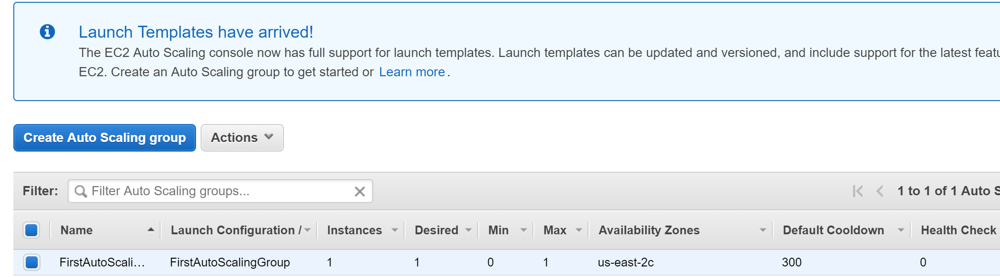 Launch Templates have arrived!
The EC2 Auto Scaling console now has full support for launch templates. Launch templates can be updated and versioned, and include support for the latest featu
EC2. Create an Auto Scaling group to get started or Learn more.
Create Auto Scaling group Actions
Filter: Filter Auto Scaling groups... 1 to 1 of 1 Auto S
Name Launch Configuration / Instances Desired Min Max Availability Zones Default Cooldown Health Check
FirstAutoScali... FirstAutoScalingGroup 1 1 0 1 us-east-2c 300 0